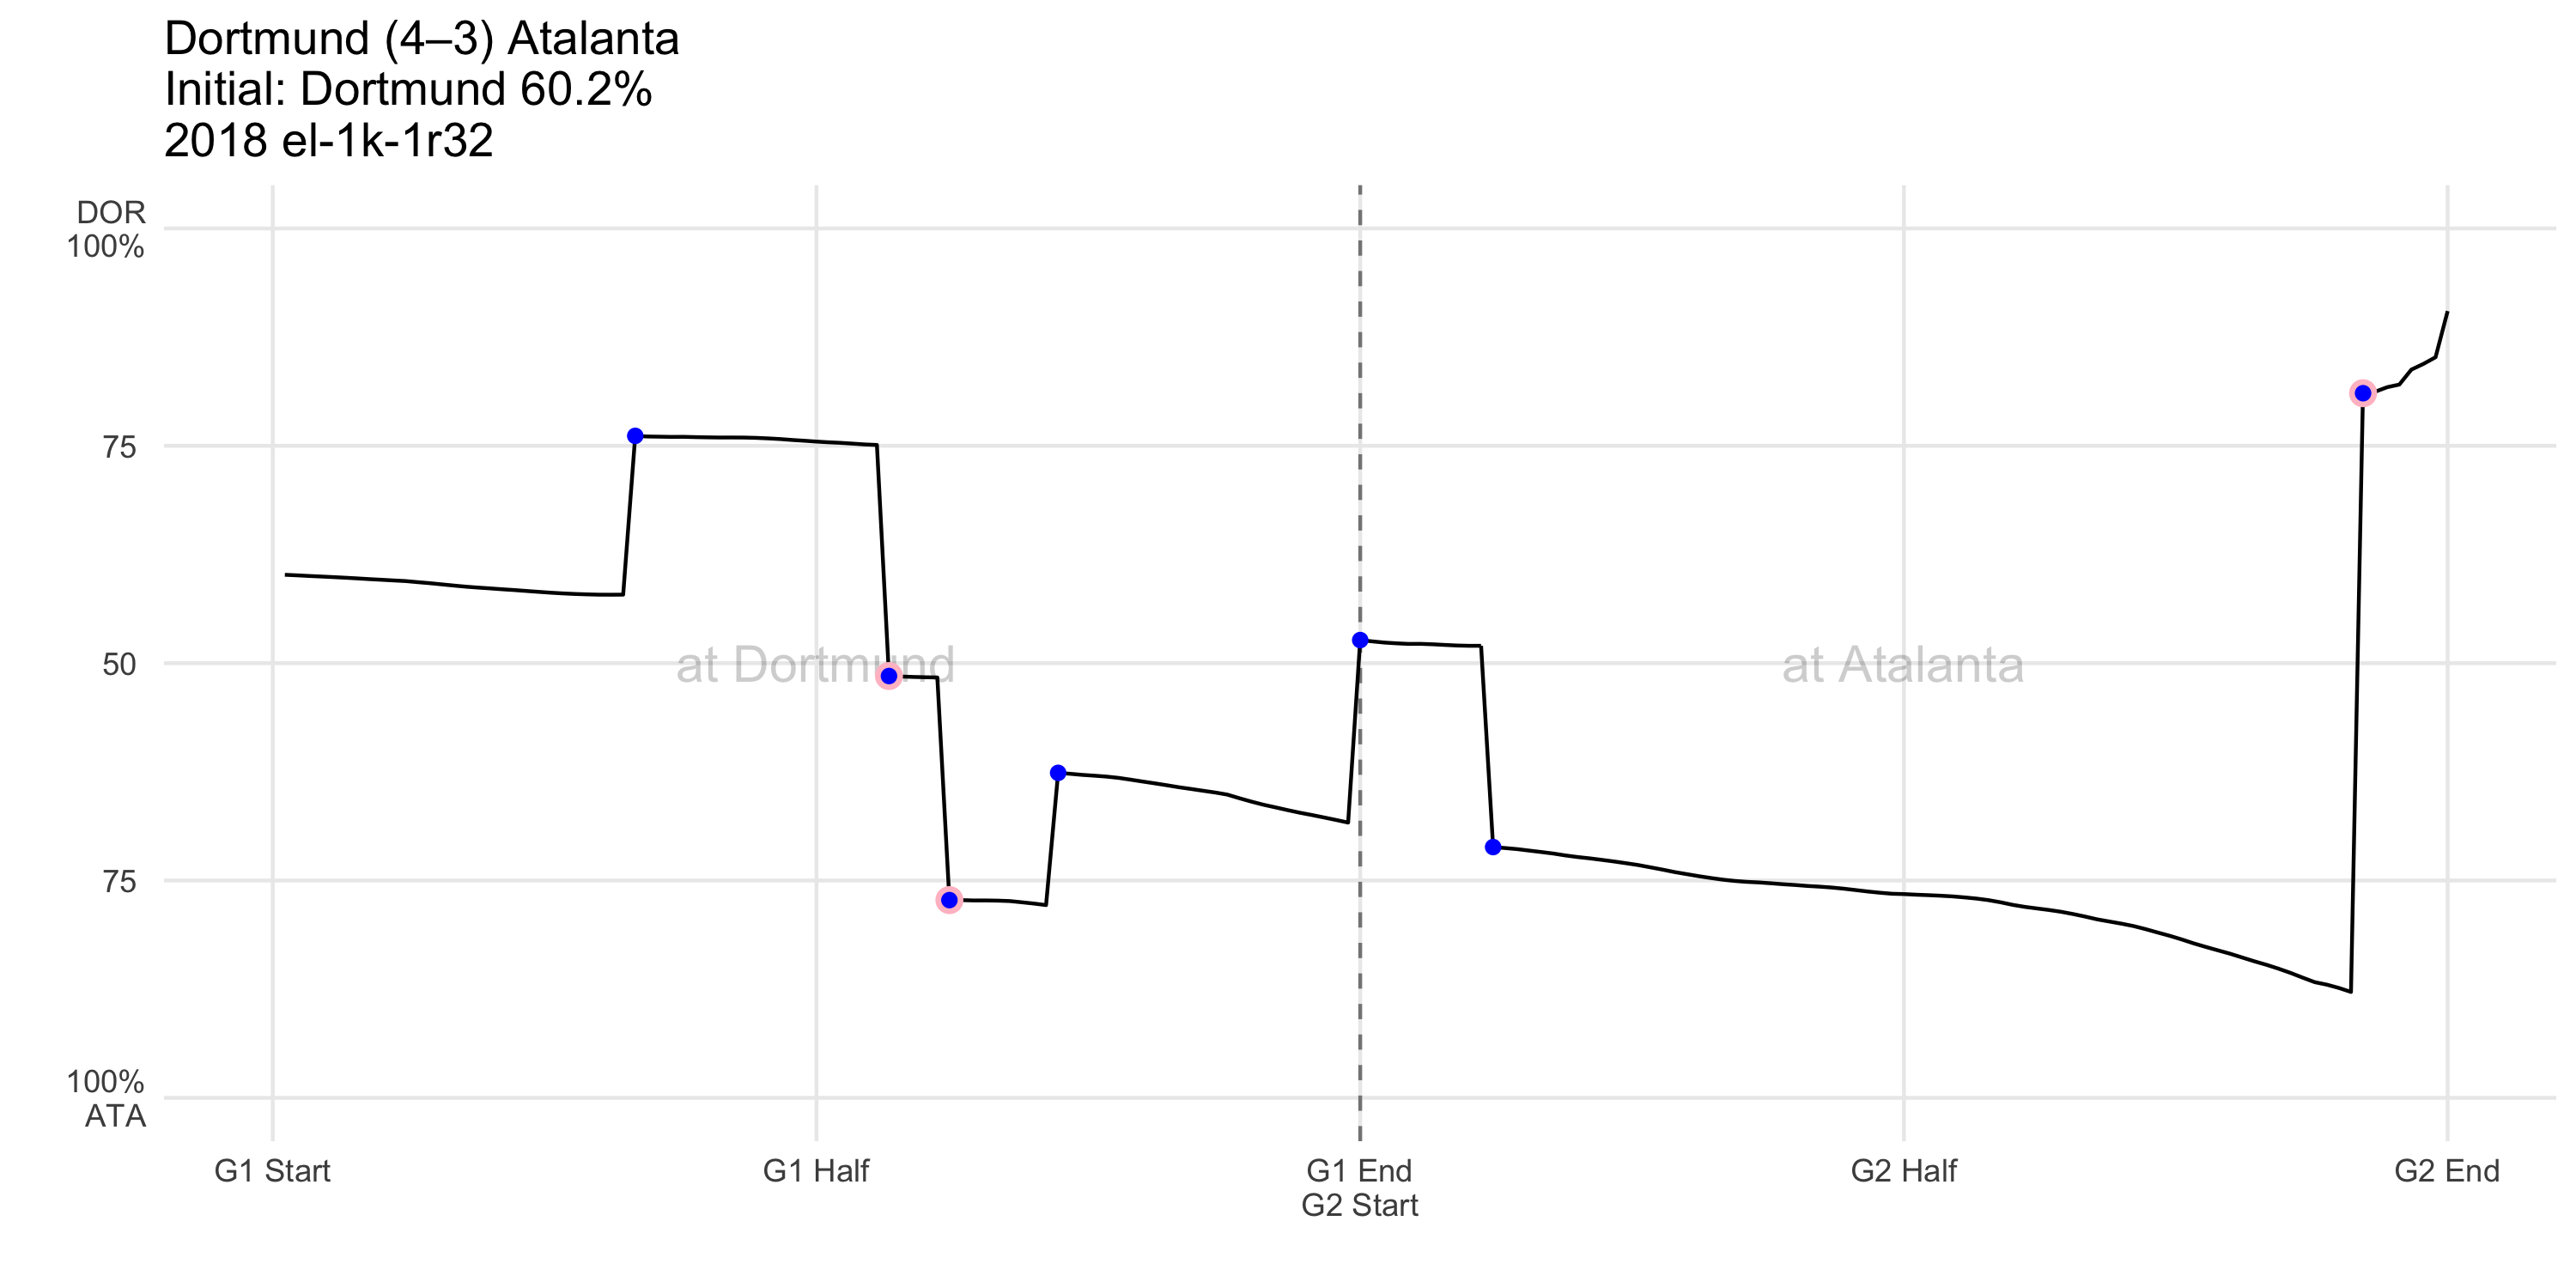 Dortmund (4–3) Atalanta
Initial: Dortmund 60.2%
2018 el-1k-1r32
DOR
100%
75
50
75
100%
ATA
at Dortmund
at Atalanta
G1 Start
G1 Half
G1 End
G2 Start
G2 Half
G2 End